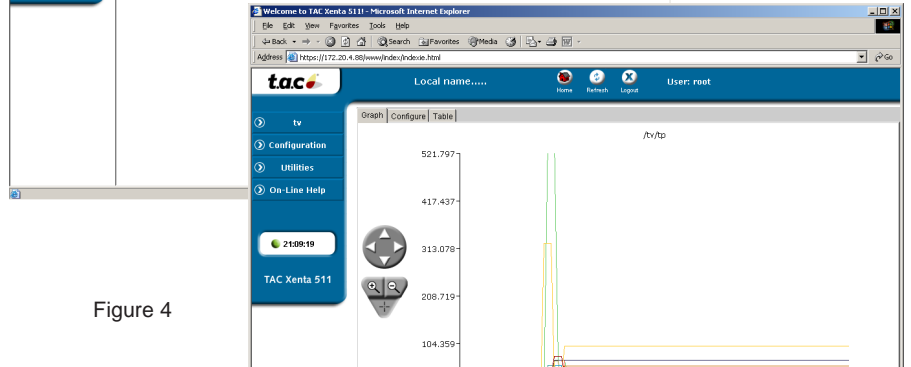 Welcome to TAC Xenta 511! - Microsoft Internet Explorer
File Edit View Favorites Tools Help
Back Search Favorites Media
Address https://172.20.4.88/www/index/indexie.html Go
t.a.c Local name..... Home Refresh Logout User: root
Graph Configure Table
tv
Configuration
Utilities
On-Line Help
21:09:19
TAC Xenta 511
/tv/tp
521.797
417.437
313.078
208.719
104.359
Figure 4